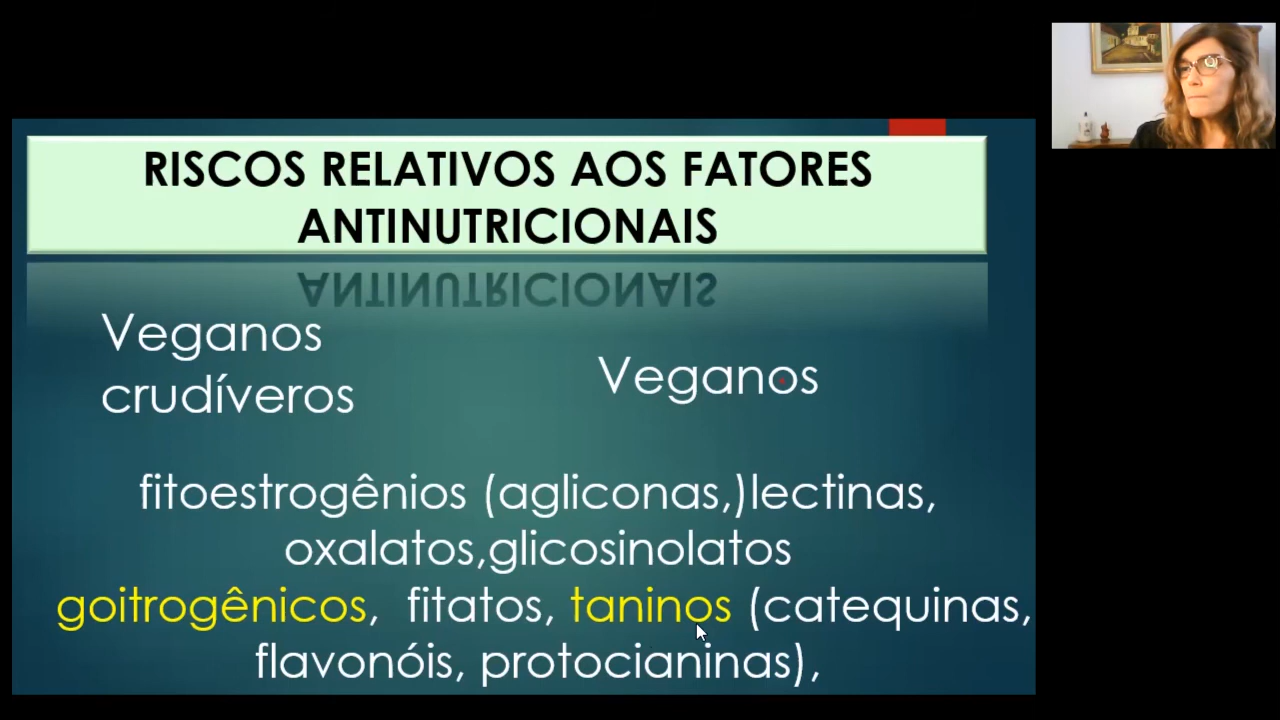 RISCOS RELATIVOS AOS FATORES
ANTINUTRICIONAIS
Veganos
crudíveros
Veganos
fitoestrogênios (agliconas,)lectinas,
oxalatos,glicosinolatos
goitrogênicos, fitatos, taninos (catequinas,
flavonóis, protocianinas),